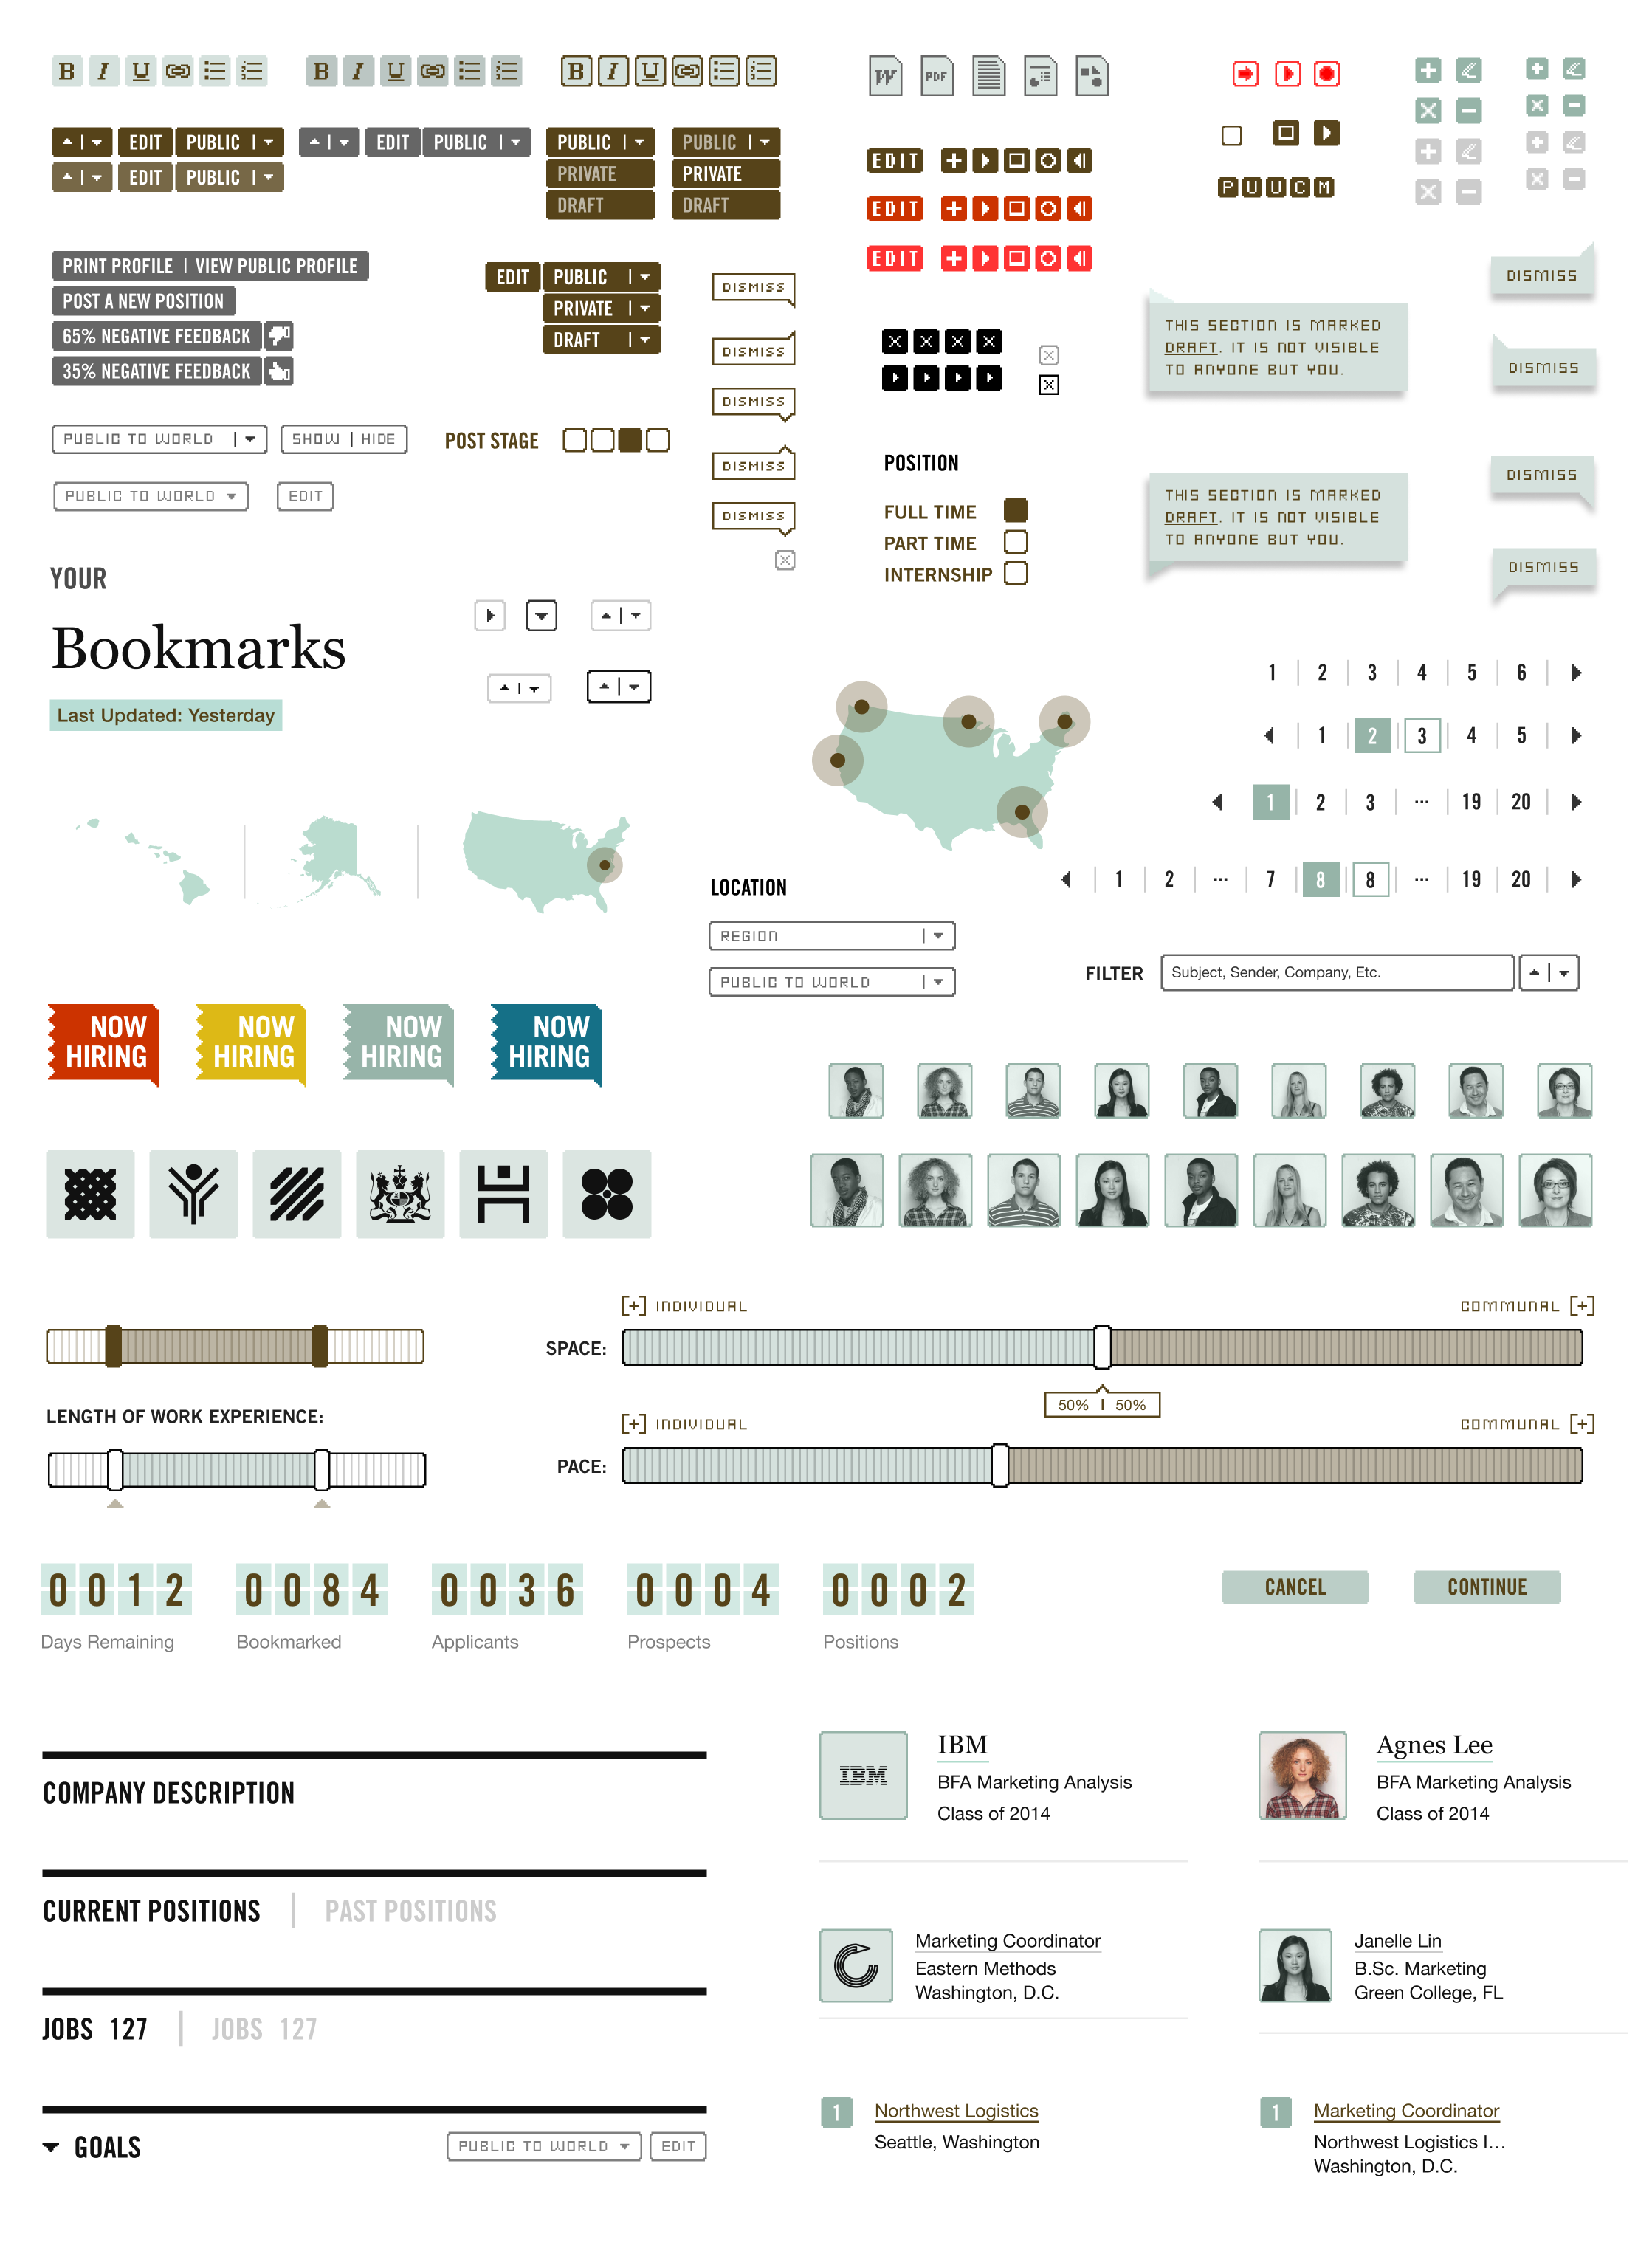 B I U
B I U
B I U
W PDF
EDIT PUBLIC
EDIT PUBLIC
PUBLIC
PRIVATE
DRAFT
PUBLIC
PRIVATE
DRAFT
EDIT PUBLIC
EDIT
EDIT
EDIT
P U U C M
PRINT PROFILE | VIEW PUBLIC PROFILE
POST A NEW POSITION
65% NEGATIVE FEEDBACK
35% NEGATIVE FEEDBACK
EDIT PUBLIC
PRIVATE
DRAFT
DISMISS
DISMISS
DISMISS
DISMISS
DISMISS
THIS SECTION IS MARKED
DRAFT. IT IS NOT VISIBLE
TO ANYONE BUT YOU.
DISMISS
DISMISS
PUBLIC TO WORLD
SHOW | HIDE
POST STAGE
PUBLIC TO WORLD
EDIT
POSITION
FULL TIME
PART TIME
INTERNSHIP
THIS SECTION IS MARKED
DRAFT. IT IS NOT VISIBLE
TO ANYONE BUT YOU.
DISMISS
DISMISS
YOUR
Bookmarks
Last Updated: Yesterday
1 2 3 4 5 6
1 2 3 4 5
1 2 3 ... 19 20
1 2 ... 7 8 8 ... 19 20
LOCATION
REGION
PUBLIC TO WORLD
FILTER
Subject, Sender, Company, Etc.
NOW
HIRING
NOW
HIRING
NOW
HIRING
NOW
HIRING
[+] INDIVIDUAL
COMMUNAL [+]
SPACE:
50% | 50%
LENGTH OF WORK EXPERIENCE:
[+] INDIVIDUAL
COMMUNAL [+]
PACE:
0012
Days Remaining
0084
Bookmarked
0036
Applicants
0004
Prospects
0002
Positions
CANCEL
CONTINUE
COMPANY DESCRIPTION
CURRENT POSITIONS | PAST POSITIONS
JOBS 127 | JOBS 127
GOALS
PUBLIC TO WORLD
EDIT
IBM
IBM
BFA Marketing Analysis
Class of 2014
Agnes Lee
BFA Marketing Analysis
Class of 2014
Marketing Coordinator
Eastern Methods
Washington, D.C.
Janelle Lin
B.Sc. Marketing
Green College, FL
1
Northwest Logistics
Seattle, Washington
1
Marketing Coordinator
Northwest Logistics I...
Washington, D.C.